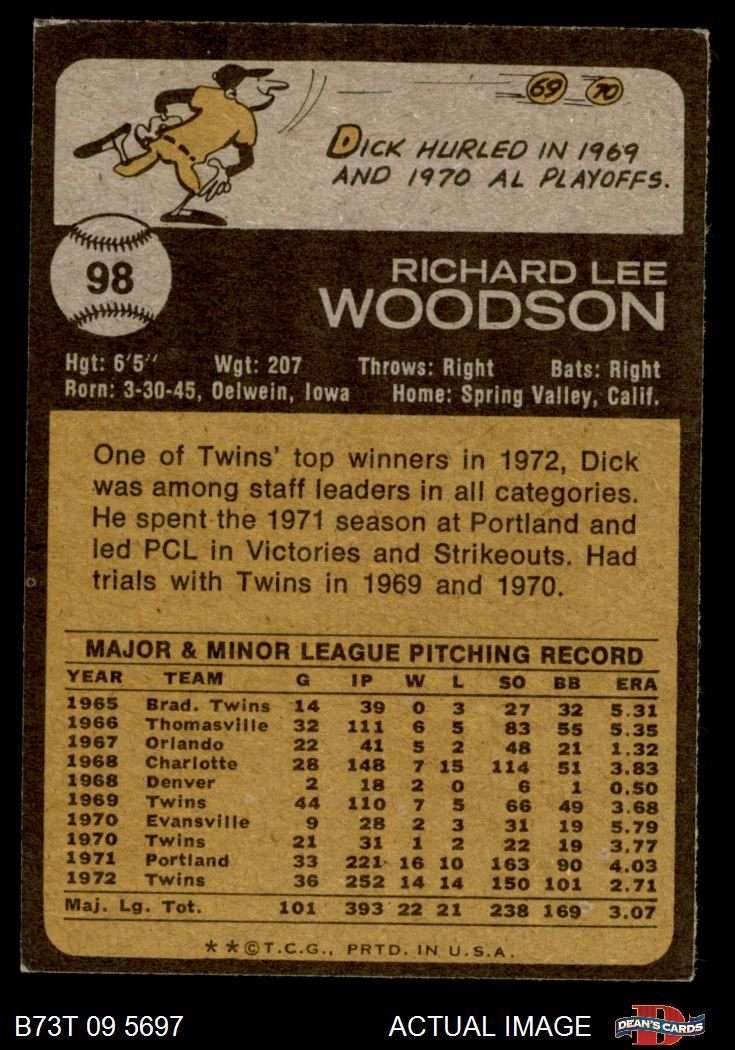 69 70
DICK HURLED IN 1969
AND 1970 AL PLAYOFFS.
98
RICHARD LEE
WOODSON
Hgt: 6'5" Wgt: 207 Throws: Right Bats: Right
Born: 3-30-45, Oelwein, Iowa Home: Spring Valley, Calif.
One of Twins' top winners in 1972, Dick
was among staff leaders in all categories.
He spent the 1971 season at Portland and
led PCL in Victories and Strikeouts. Had
trials with Twins in 1969 and 1970.
MAJOR & MINOR LEAGUE PITCHING RECORD
YEAR TEAM G IP W L SO BB ERA
1965 Brad. Twins 14 39 0 3 27 32 5.31
1966 Thomasville 32 111 6 5 83 55 5.35
1967 Orlando 22 41 5 2 48 21 1.32
1968 Charlotte 28 148 7 15 114 51 3.83
1968 Denver 2 18 2 0 6 1 0.50
1969 Twins 44 110 7 5 66 49 3.68
1970 Evansville 9 28 2 3 31 19 5.79
1970 Twins 21 31 1 2 22 19 3.77
1971 Portland 33 221 16 10 163 90 4.03
1972 Twins 36 252 14 14 150 101 2.71
Maj. Lg. Tot. 101 393 22 21 238 169 3.07
**©T.C.G., PRTD. IN U.S.A.
B73T 09 5697 ACTUAL IMAGE D DEAN'S CARDS